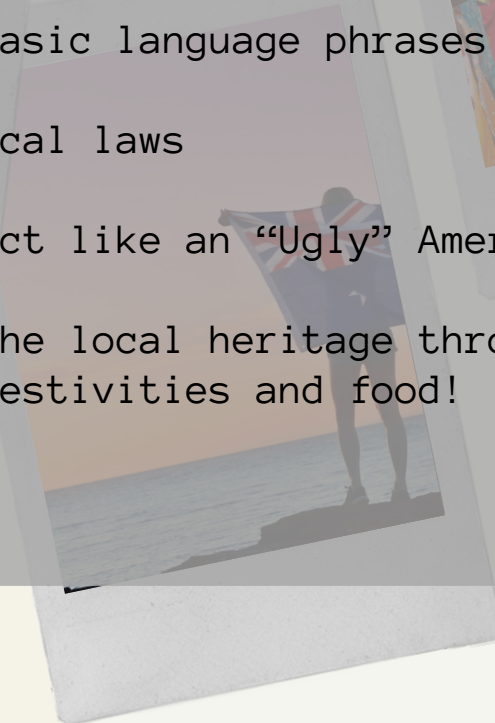 asic language phrases
cal laws
ct like an “Ugly” Amer
he local heritage thro
estivities and food!